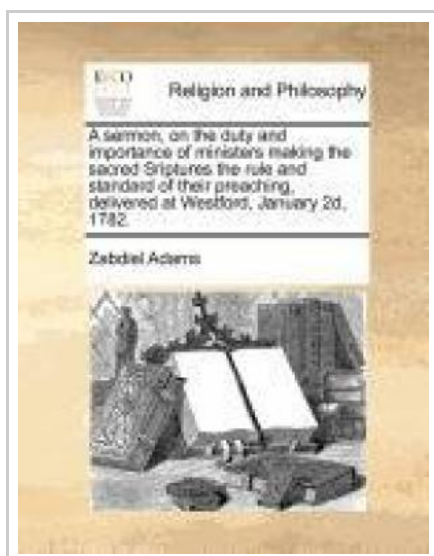 ECCO
Religion and Philosophy
A sermon, on the duty and
importance of ministers making the
sacred Sriptures the rule and
standard of their preaching,
delivered at Westford, January 2d,
1782.
Zabdiel Adams